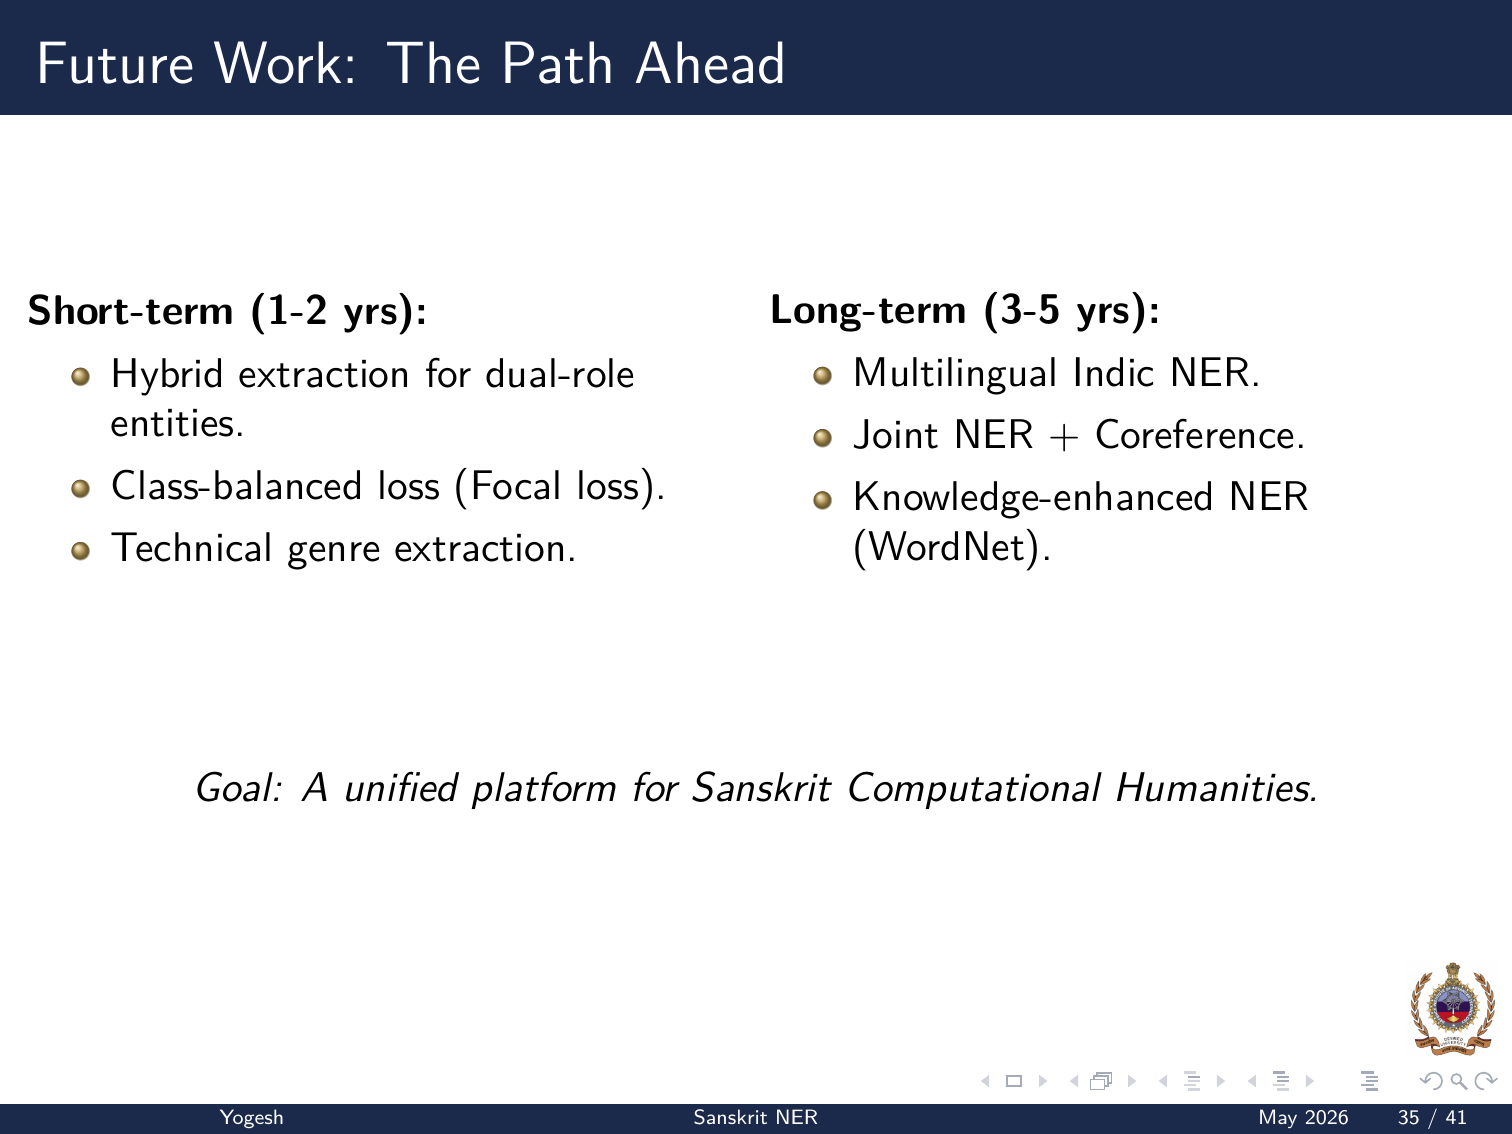 Future Work: The Path Ahead
Short-term (1-2 yrs):
Hybrid extraction for dual-role
entities.
Class-balanced loss (Focal loss).
Technical genre extraction.
Long-term (3-5 yrs):
Multilingual Indic NER.
Joint NER + Coreference.
Knowledge-enhanced NER
(WordNet).
Goal: A unified platform for Sanskrit Computational Humanities.
Yogesh
Sanskrit NER
May 2026
35 / 41